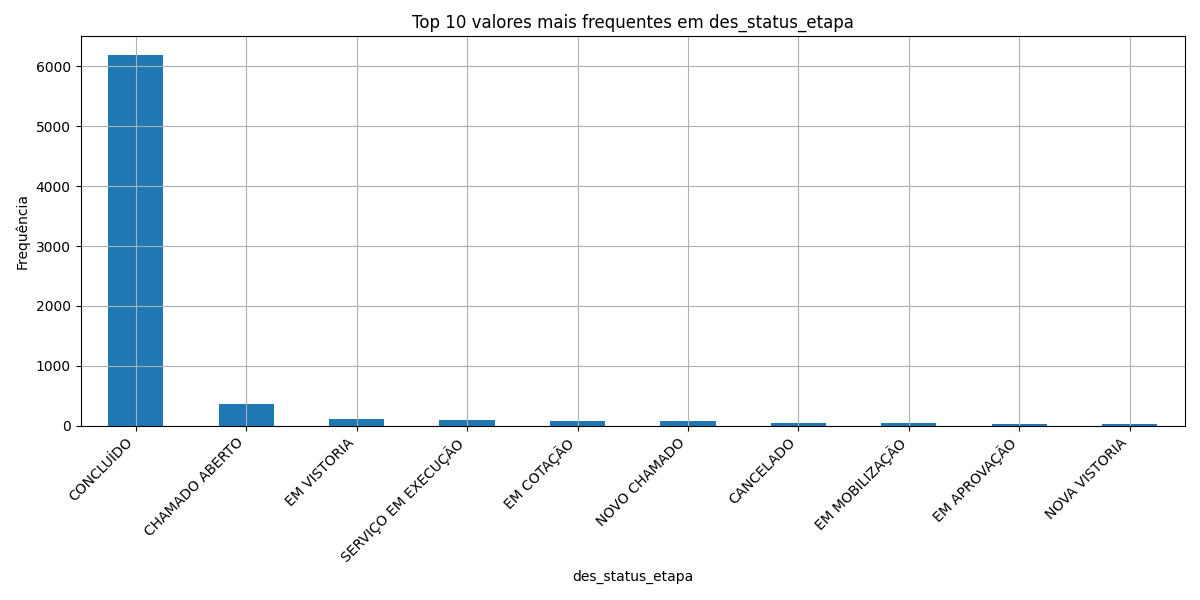 Top 10 valores mais frequentes em des_status_etapa
Frequência
6000
5000
4000
3000
2000
1000
0
CONCLUÍDO
CHAMADO ABERTO
EM VISTORIA
SERVIÇO EM EXECUÇÃO
EM COTAÇÃO
NOVO CHAMADO
CANCELADO
EM MOBILIZAÇÃO
EM APROVAÇÃO
NOVA VISTORIA
des_status_etapa